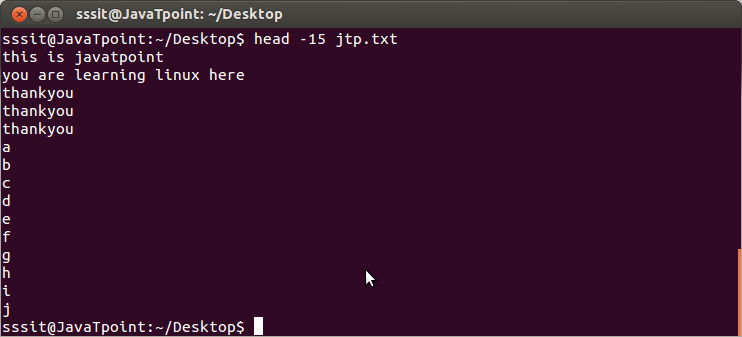 sssit@JavaTpoint: ~/Desktop
sssit@JavaTpoint:~/Desktop$ head -15 jtp.txt
this is javatpoint
you are learning linux here
thankyou
thankyou
thankyou
a
b
c
d
e
f
g
h
i
j
sssit@JavaTpoint:~/Desktop$